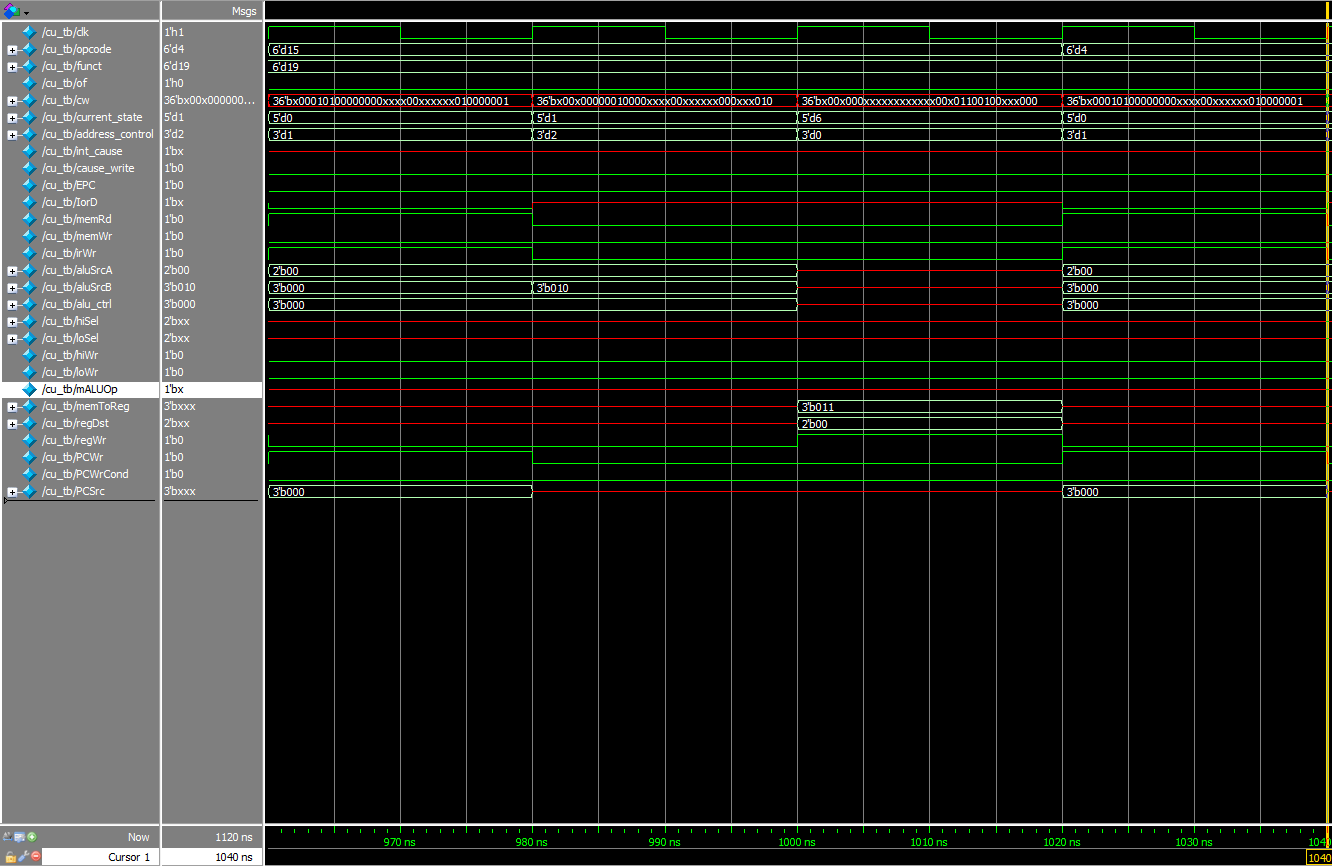 Msgs
/cu_tb/clk 1'h1
/cu_tb/opcode 6'd4 6'd15 6'd4
/cu_tb/funct 6'd19 6'd19
/cu_tb/of 1'h0
/cu_tb/cw 36'bx00x000000... 36'bx00010100000000xxxx00xxxxxx010000001 36'bx00x00000010000xxxx00xxxxxx000xxx010 36'bx00x000xxxxxxxxxxxxx00x01100100xxx000 36'bx00010100000000xxxx00xxxxxx010000001
/cu_tb/current_state 5'd1 5'd0 5'd1 5'd6 5'd0
/cu_tb/address_control 3'd2 3'd1 3'd2 3'd0 3'd1
/cu_tb/int_cause 1'bx
/cu_tb/cause_write 1'b0
/cu_tb/EPC 1'b0
/cu_tb/IorD 1'bx
/cu_tb/memRd 1'b0
/cu_tb/memWr 1'b0
/cu_tb/irWr 1'b0
/cu_tb/aluSrcA 2'b00 2'b00 2'b00
/cu_tb/aluSrcB 3'b010 3'b000 3'b010 3'b000
/cu_tb/alu_ctrl 3'b000 3'b000 3'b000
/cu_tb/hiSel 2'bxx
/cu_tb/loSel 2'bxx
/cu_tb/hiWr 1'b0
/cu_tb/loWr 1'b0
/cu_tb/mALUOp 1'bx
/cu_tb/memToReg 3'bxxx 3'b011
/cu_tb/regDst 2'bxx 2'b00
/cu_tb/regWr 1'b0
/cu_tb/PCWr 1'b0
/cu_tb/PCWrCond 1'b0
/cu_tb/PCSrc 3'bxxx 3'b000 3'b000
Now 1120 ns 970 ns 980 ns 990 ns 1000 ns 1010 ns 1020 ns 1030 ns 1040
Cursor 1 1040 ns 1040